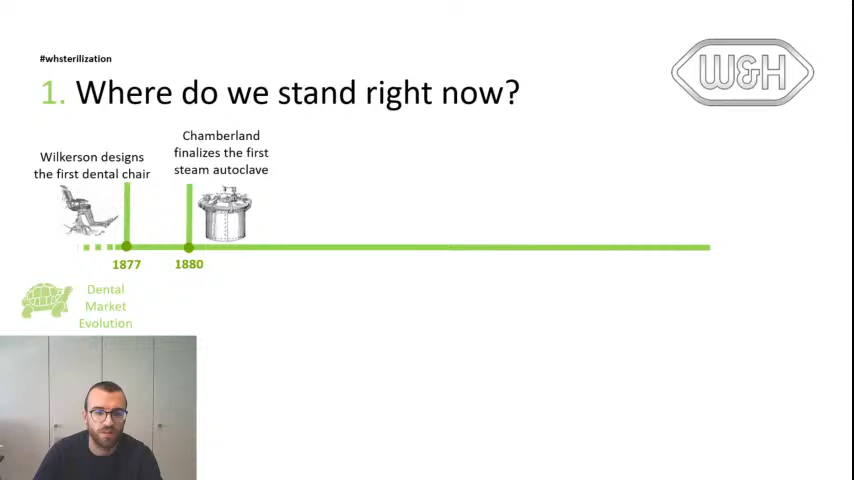 #whsterilization
W&H
1. Where do we stand right now?
Wilkerson designs
the first dental chair
Chamberland
finalizes the first
steam autoclave
1877
1880
Dental
Market
Evolution